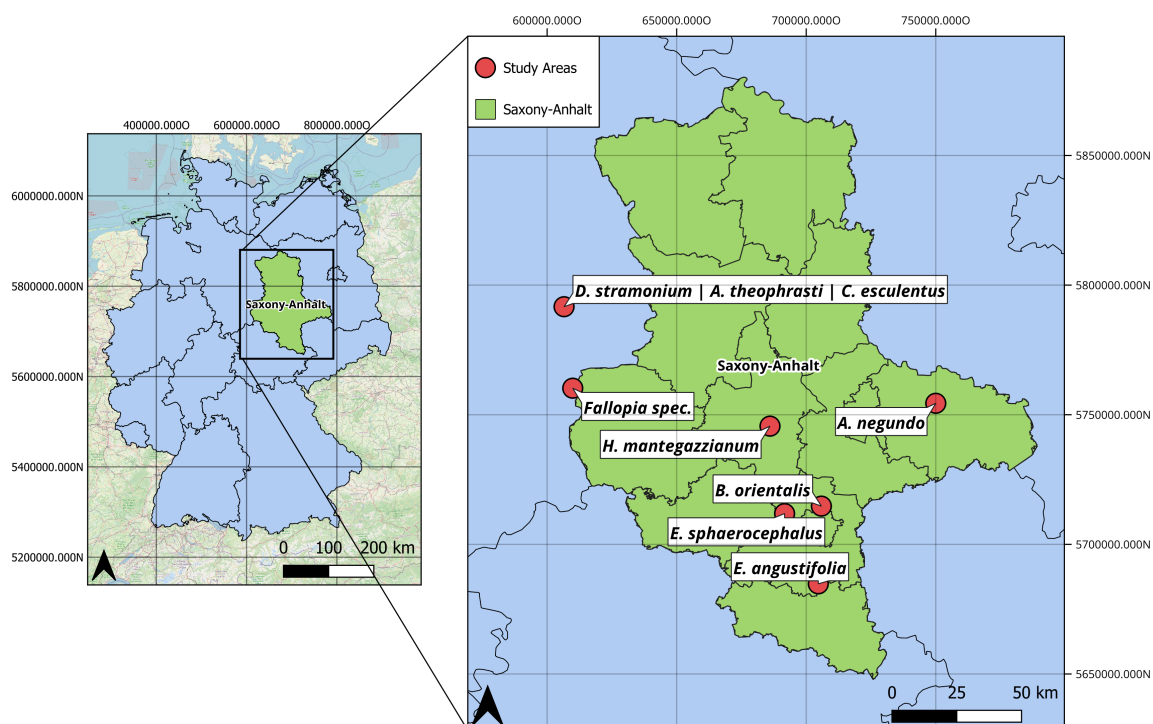 600000.000O 650000.000O 700000.000O 750000.000O
Study Areas
Saxony-Anhalt
400000.000O 600000.000O 800000.000O
6000000.000N
5800000.000N
5600000.000N
5400000.000N
5200000.000N
Saxony-Anhalt
0 100 200 km
5850000.000N
5800000.000N
5750000.000N
5700000.000N
5650000.000N
D. stramonium | A. theophrasti | C. esculentus
Saxony-Anhalt
Fallopia spec.
A. negundo
H. mantegazzianum
B. orientalis
E. sphaerocephalus
E. angustifolia
0 25 50 km